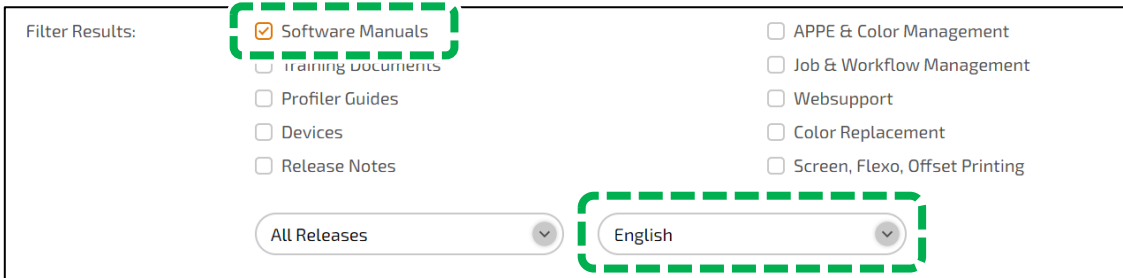 Filter Results:
Software Manuals
Training Documents
Profiler Guides
Devices
Release Notes
APPE & Color Management
Job & Workflow Management
Websupport
Color Replacement
Screen, Flexo, Offset Printing
All Releases
English